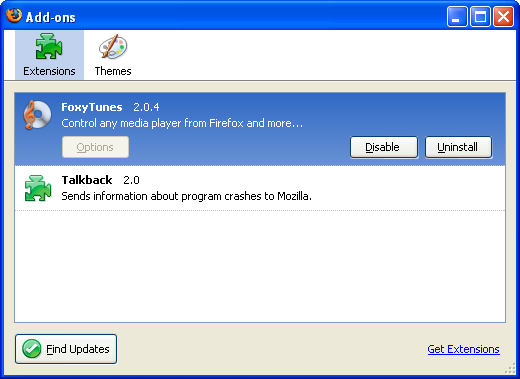 Add-ons
Extensions
Themes
FoxyTunes 2.0.4
Control any media player from Firefox and more...
Options
Disable
Uninstall
Talkback 2.0
Sends information about program crashes to Mozilla.
Find Updates
Get Extensions